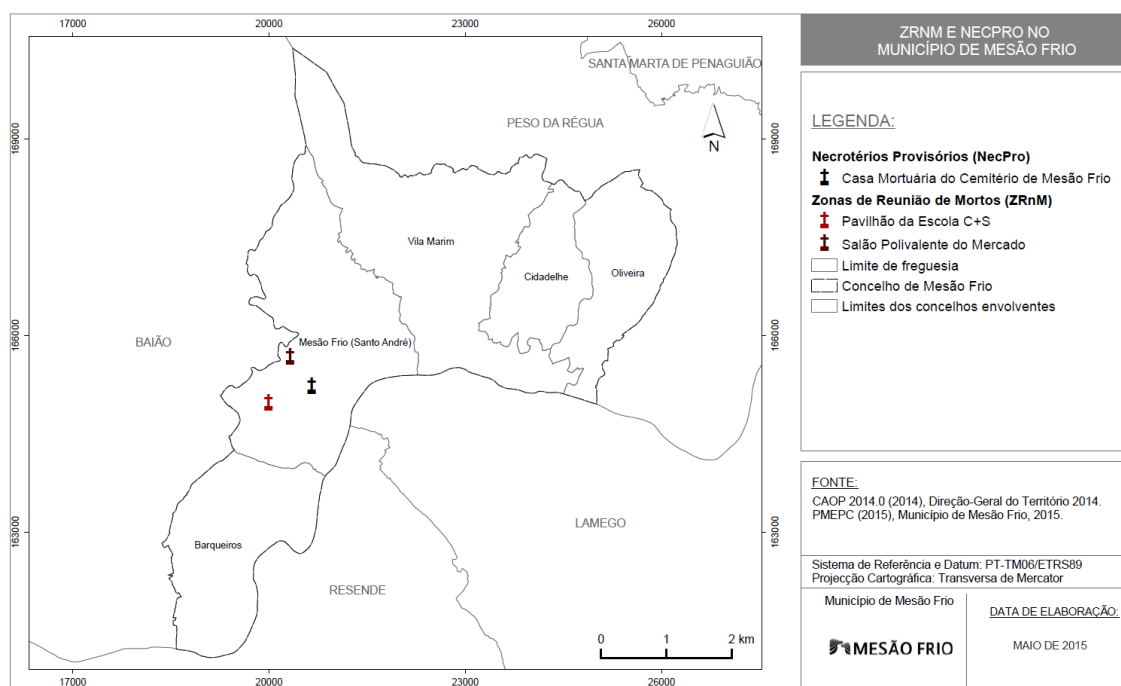 17000 20000 23000 26000
ZRNM E NECPRO NO
MUNICÍPIO DE MESÃO FRIO
SANTA MARTA DE PENAGUIÃO
PESO DA RÉGUA
169000 169000
N
LEGENDA:
Necrotérios Provisórios (NecPro)
Casa Mortuária do Cemitério de Mesão Frio
Zonas de Reunião de Mortos (ZRnM)
Pavilhão da Escola C+S
Salão Polivalente do Mercado
Limite de freguesia
Concelho de Mesão Frio
Limites dos concelhos envolventes
Vila Marim
Cidadelhe
Oliveira
166000 166000
BAIÃO
Mesão Frio (Santo André)
FONTE:
CAOP 2014.0 (2014), Direção-Geral do Território 2014.
PMEPC (2015), Município de Mesão Frio, 2015.
LAMEGO
163000 163000
Barqueiros
RESENDE
Sistema de Referência e Datum: PT-TM06/ETRS89
Projecção Cartográfica: Transversa de Mercator
Município de Mesão Frio
MESÃO FRIO
DATA DE ELABORAÇÃO:
MAIO DE 2015
0 1 2 km
17000 20000 23000 26000